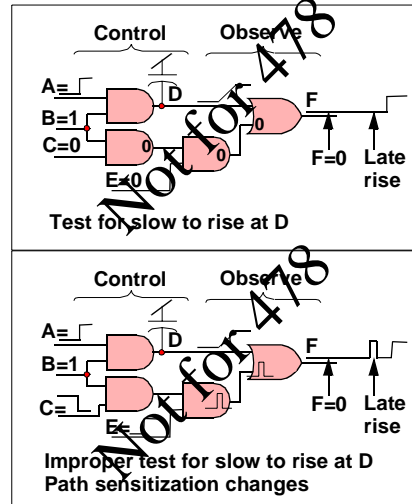 Control Observe
A= D F
B=1
C=0 0 0 0
E=0 F=0 Late
rise
Test for slow to rise at D
Not for 478
Control Observe
A= D F
B=1
C=
E= F=0 Late
rise
Improper test for slow to rise at D
Path sensitization changes
Not for 478